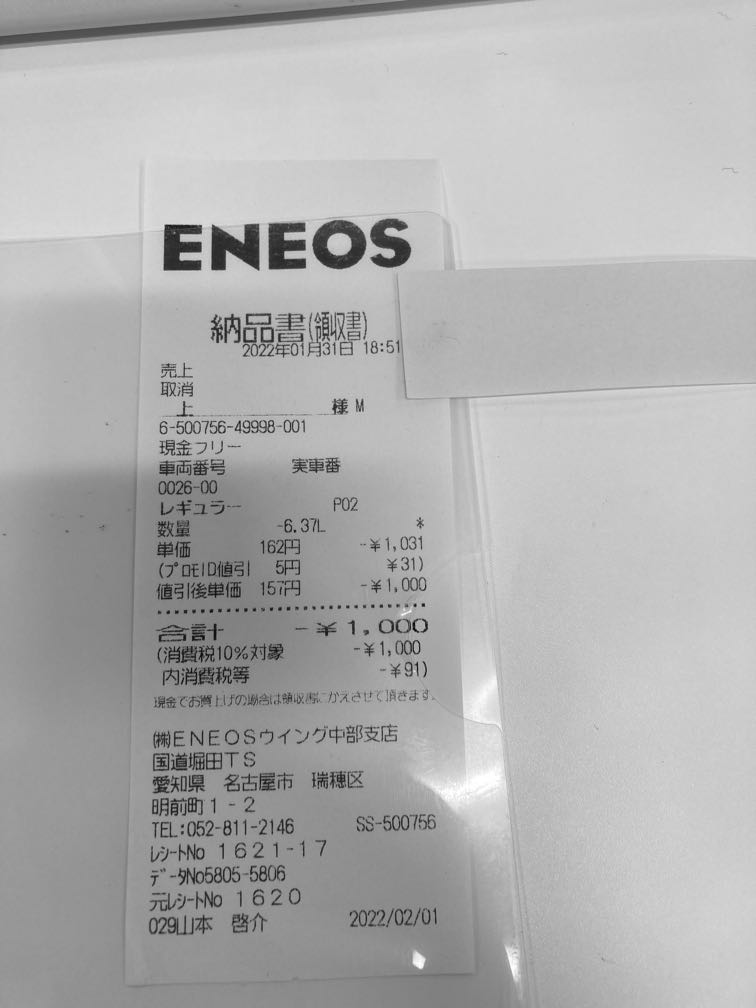 ENEOS
納品書(領収書)
2022年01月31日 18:51
売上
取消
上 様 M
6-500756-49998-001
現金フリー
車両番号 実車番
0026-00
レギュラー P02
数量 -6.37L *
単価 162円 -¥1,031
(プロモID値引 5円 ¥31)
値引後単価 157円 -¥1,000
合計 -¥1,000
(消費税10%対象 -¥1,000
内消費税等 -¥91)
現金でお買上げの場合は領収書にかえさせて頂きます。
㈱ENEOSウイング中部支店
国道堀田TS
愛知県 名古屋市 瑞穂区
明前町1-2
TEL:052-811-2146 SS-500756
レシートNo 1621-17
データNo5805-5806
元レシートNo 1620
029山本 啓介 2022/02/01